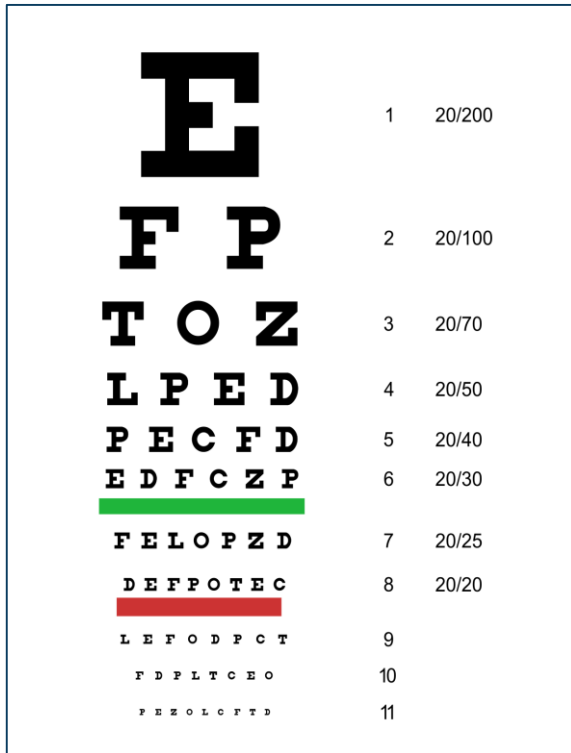 E 1 20/200
F P 2 20/100
T O Z 3 20/70
L P E D 4 20/50
P E C F D 5 20/40
E D F C Z P 6 20/30
F E L O P Z D 7 20/25
D E F P O T E C 8 20/20
L E F O D P C T 9
F D P L T C E O 10
P E Z O L C F T D 11